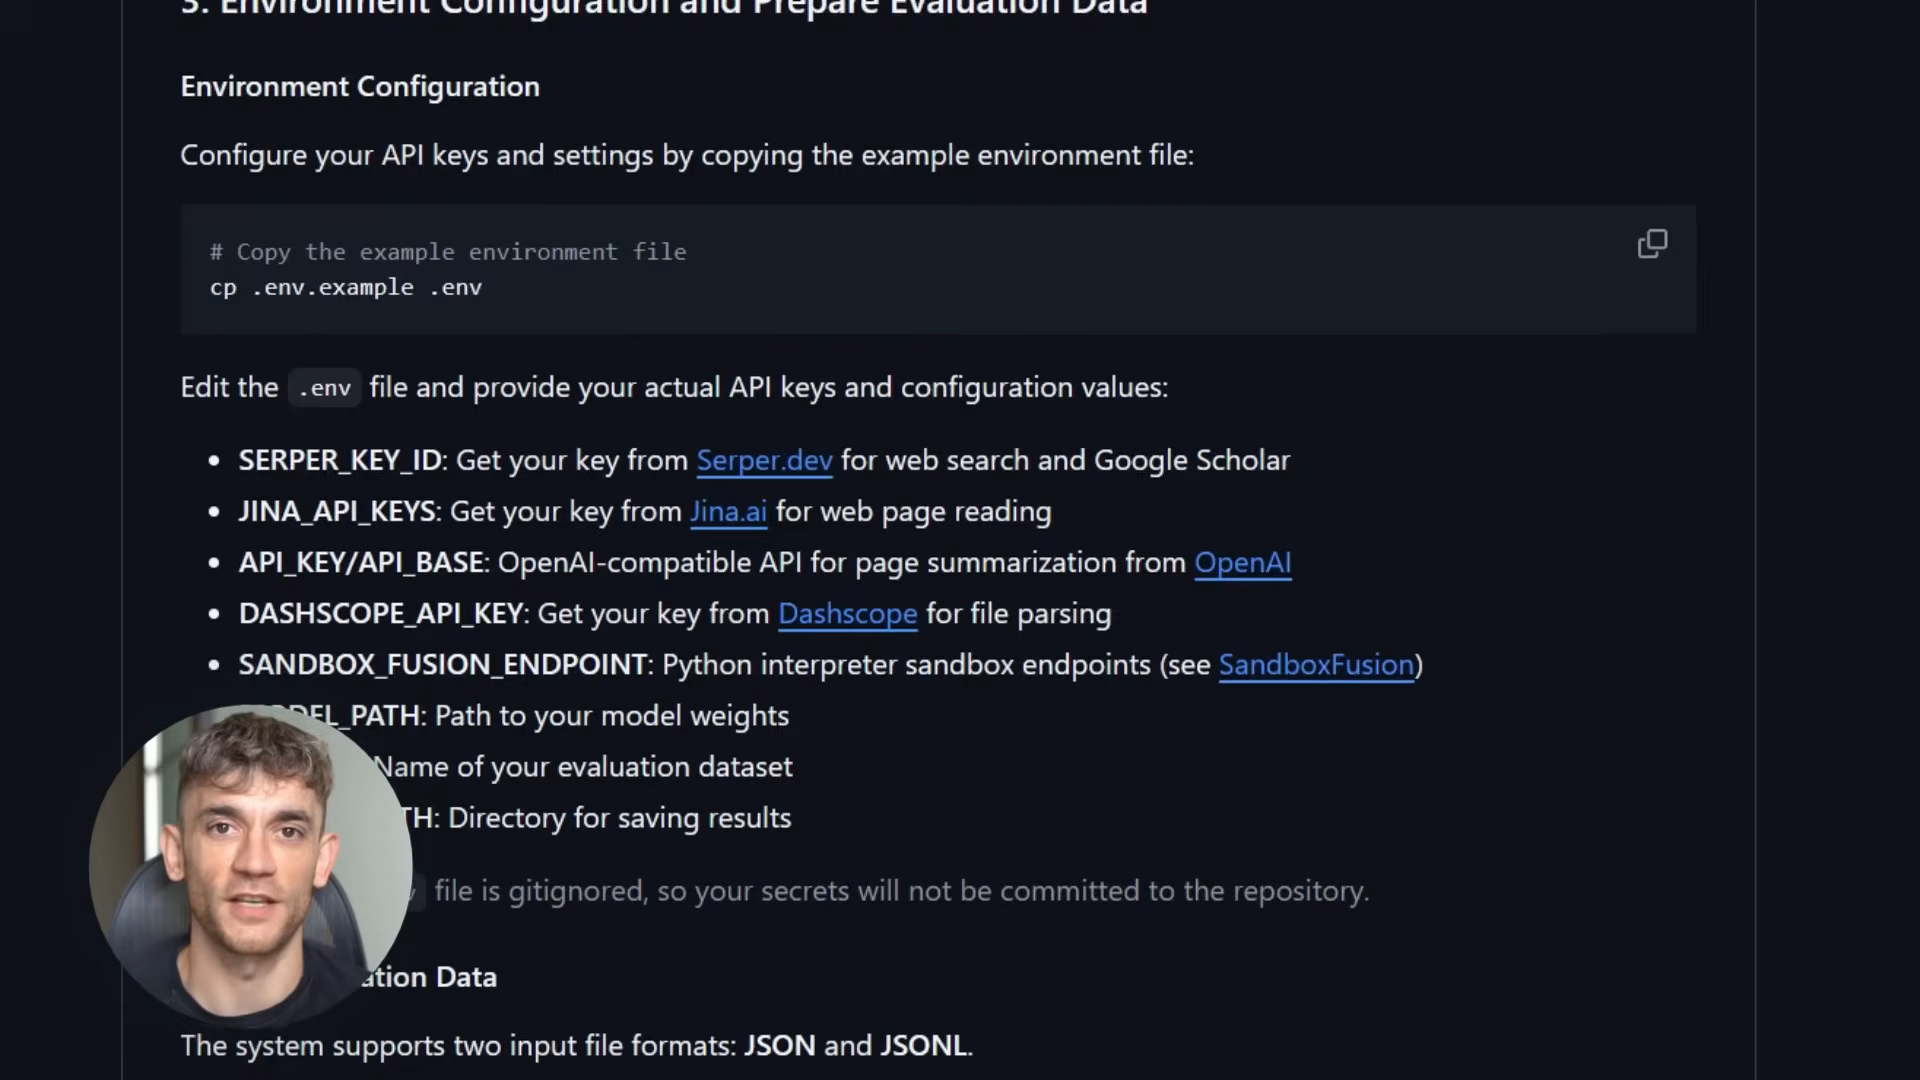 3. Environment Configuration and Prepare Evaluation Data
Environment Configuration
Configure your API keys and settings by copying the example environment file:
# Copy the example environment file
cp .env.example .env
Edit the .env file and provide your actual API keys and configuration values:
• SERPER_KEY_ID: Get your key from Serper.dev for web search and Google Scholar
• JINA_API_KEYS: Get your key from Jina.ai for web page reading
• API_KEY/API_BASE: OpenAI-compatible API for page summarization from OpenAI
• DASHSCOPE_API_KEY: Get your key from Dashscope for file parsing
• SANDBOX_FUSION_ENDPOINT: Python interpreter sandbox endpoints (see SandboxFusion)
DEL_PATH: Path to your model weights
Name of your evaluation dataset
TH: Directory for saving results
file is gitignored, so your secrets will not be committed to the repository.
ation Data
The system supports two input file formats: JSON and JSONL.